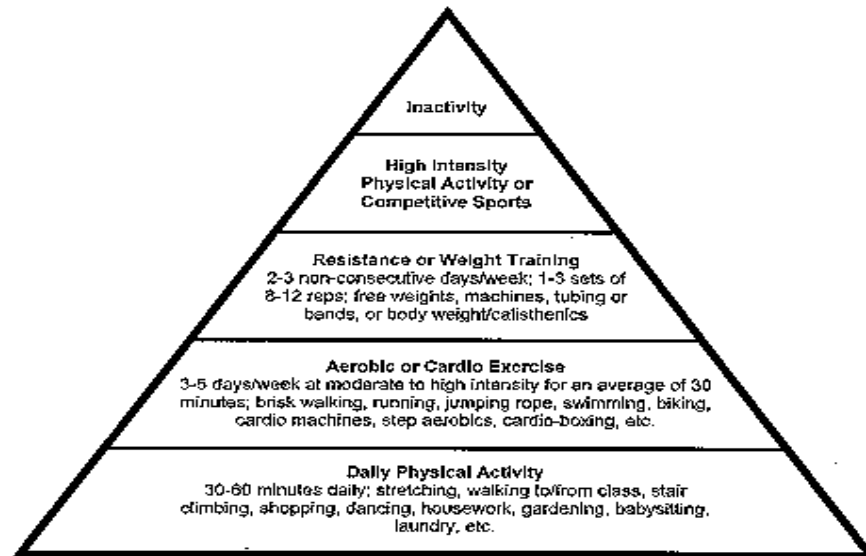 Inactivity
High Intensity
Physical Activity or
Competitive Sports
Resistance or Weight Training
2-3 non-consecutive days/week; 1-3 sets of
8-12 reps; free weights, machines, tubing or
bands, or body weight/calisthenics
Aerobic or Cardio Exercise
3-5 days/week at moderate to high intensity for an average of 30
minutes; brisk walking, running, jumping rope, swimming, biking,
cardio machines, step aerobics, cardio-boxing, etc.
Daily Physical Activity
30-60 minutes daily; stretching, walking to/from class, stair
climbing, shopping, dancing, housework, gardening, babysitting,
laundry, etc.